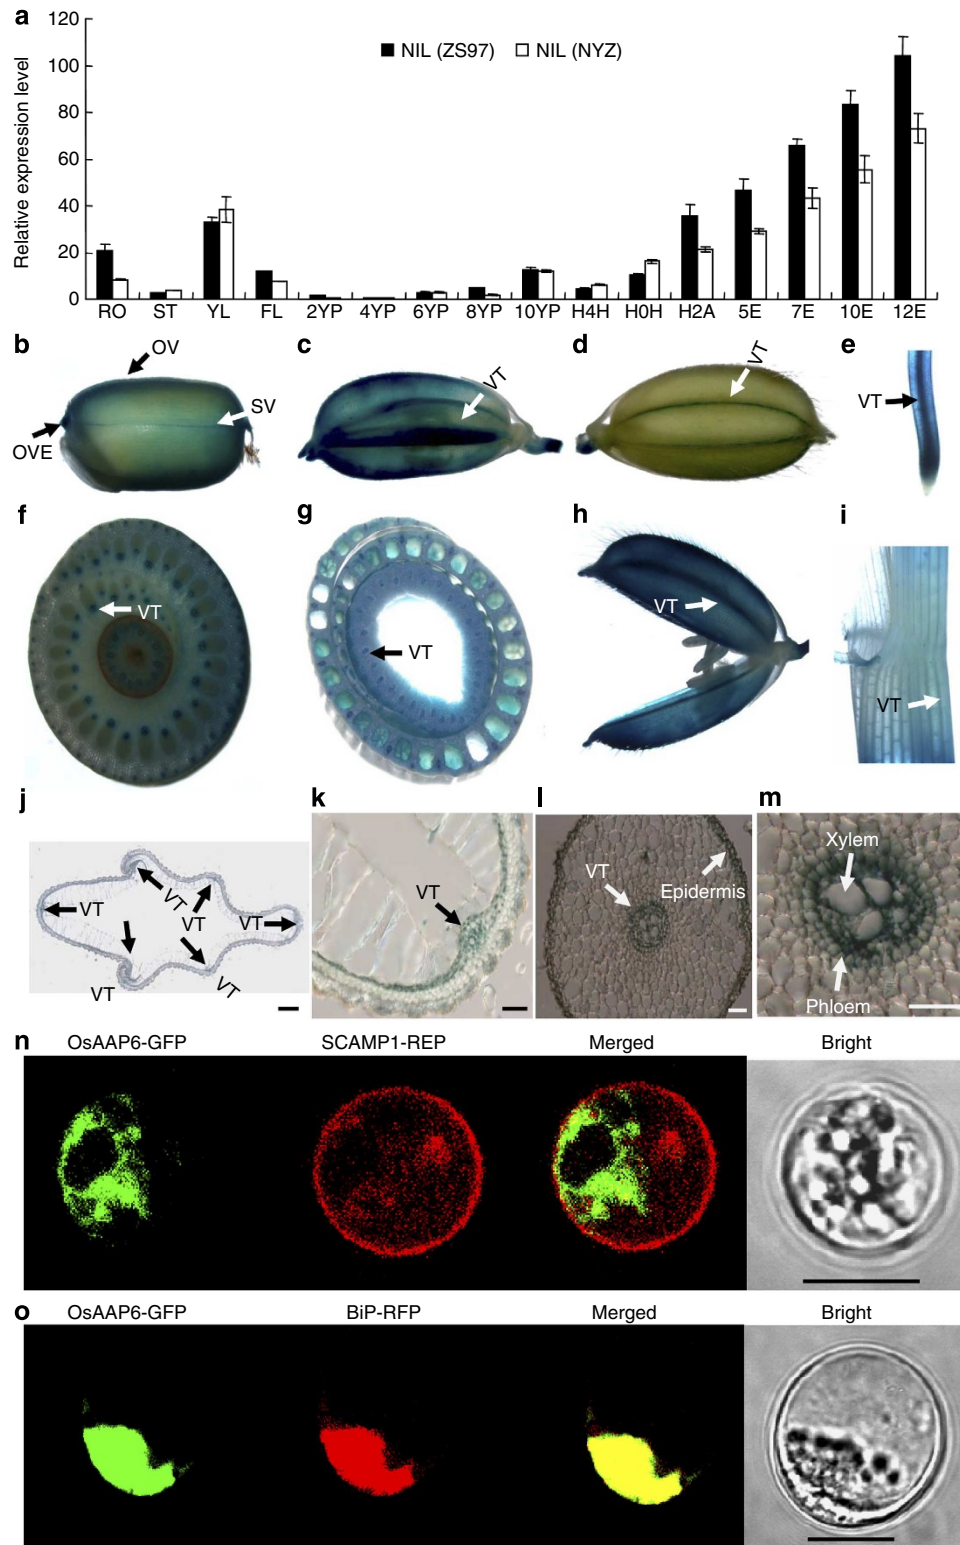 a
120
100
80
60
40
20
0
Relative expression level
NIL (ZS97) NIL (NYZ)
RO ST YL FL 2YP 4YP 6YP 8YP 10YP H4H H0H H2A 5E 7E 10E 12E
b
OV
SV
OVE
c
VT
d
VT
e
VT
f
VT
g
VT
h
VT
i
VT
j
VT
VT
VT
VT
VT
VT
k
VT
l
VT
Epidermis
m
Xylem
Phloem
n
OsAAP6-GFP SCAMP1-REP Merged Bright
o
OsAAP6-GFP BiP-RFP Merged Bright